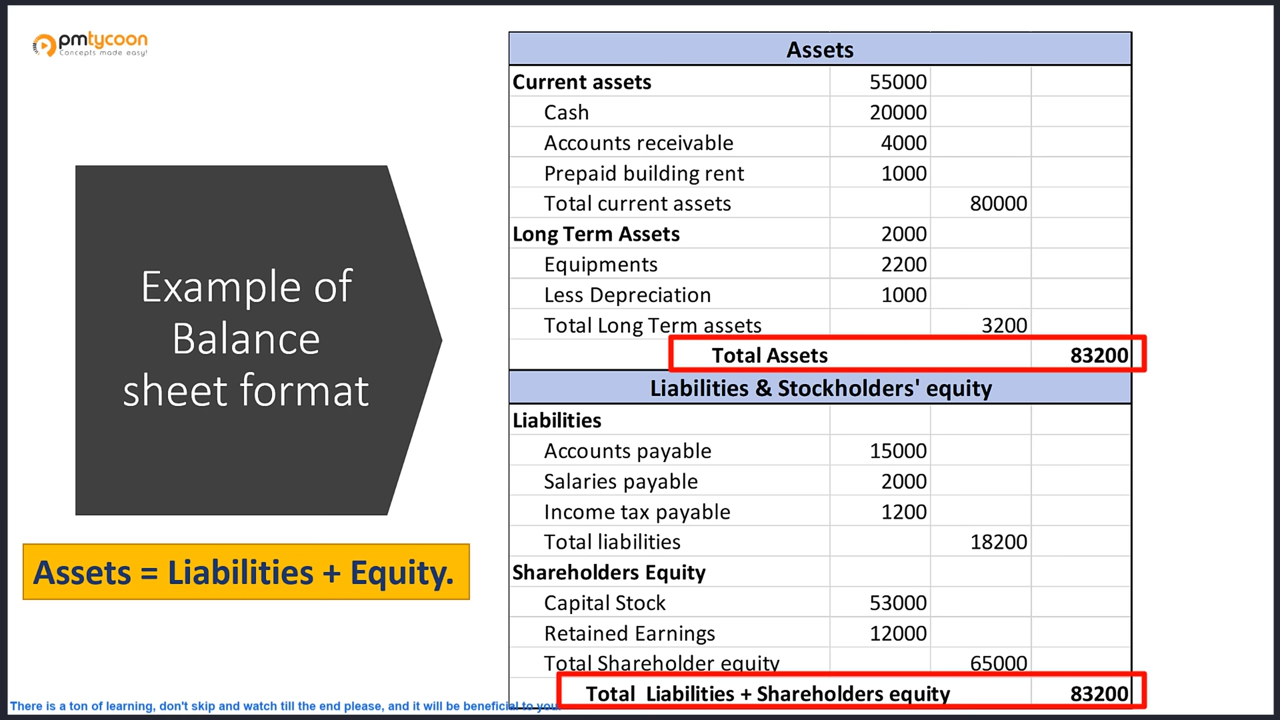 pmtycoon
Concepts made easy!
Example of
Balance
sheet format
Assets = Liabilities + Equity.
Assets
Current assets 55000
Cash 20000
Accounts receivable 4000
Prepaid building rent 1000
Total current assets 80000
Long Term Assets 2000
Equipments 2200
Less Depreciation 1000
Total Long Term assets 3200
Total Assets 83200
Liabilities & Stockholders' equity
Liabilities
Accounts payable 15000
Salaries payable 2000
Income tax payable 1200
Total liabilities 18200
Shareholders Equity
Capital Stock 53000
Retained Earnings 12000
Total Shareholder equity 65000
Total Liabilities + Shareholders equity 83200
There is a ton of learning, don't skip and watch till the end please, and it will be beneficial to you